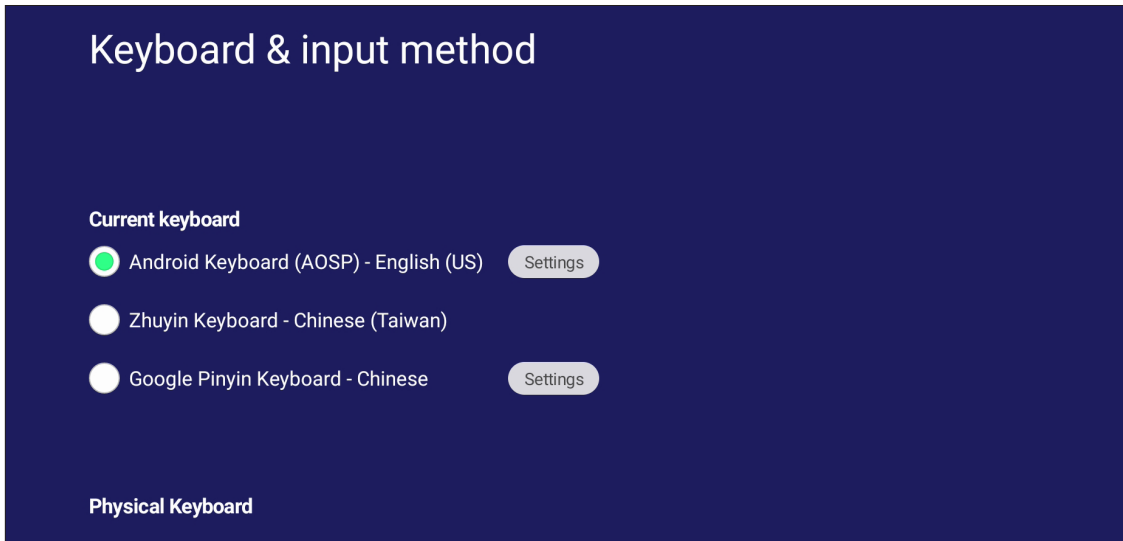 Keyboard & input method
Current keyboard
Android Keyboard (AOSP) - English (US) Settings
Zhuyin Keyboard - Chinese (Taiwan)
Google Pinyin Keyboard - Chinese Settings
Physical Keyboard